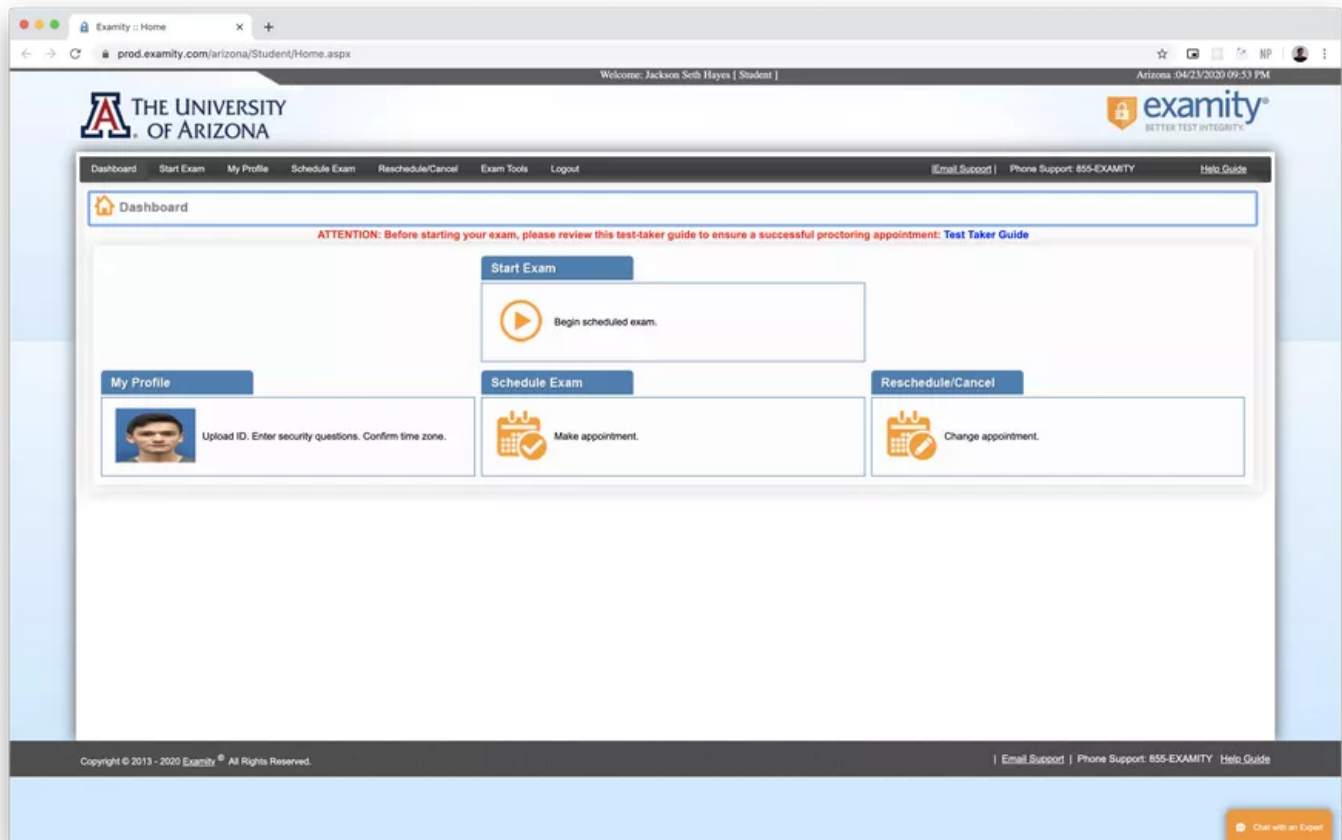 Examity :: Home
prod.examity.com/arizona/Student/Home.aspx
NP
Welcome: Jackson Seth Hayes [ Student ]
Arizona :04/23/2020 09:53 PM
THE UNIVERSITY
OF ARIZONA
examity®
BETTER TEST INTEGRITY
Dashboard Start Exam My Profile Schedule Exam Reschedule/Cancel Exam Tools Logout |Email Support| Phone Support: 855-EXAMITY Help Guide
Dashboard
ATTENTION: Before starting your exam, please review this test-taker guide to ensure a successful proctoring appointment: Test Taker Guide
Start Exam
Begin scheduled exam.
My Profile
Upload ID. Enter security questions. Confirm time zone.
Schedule Exam
Make appointment.
Reschedule/Cancel
Change appointment.
Copyright © 2013 - 2020 Examity ® All Rights Reserved. | Email Support | Phone Support: 855-EXAMITY Help Guide
Chat with an Expert